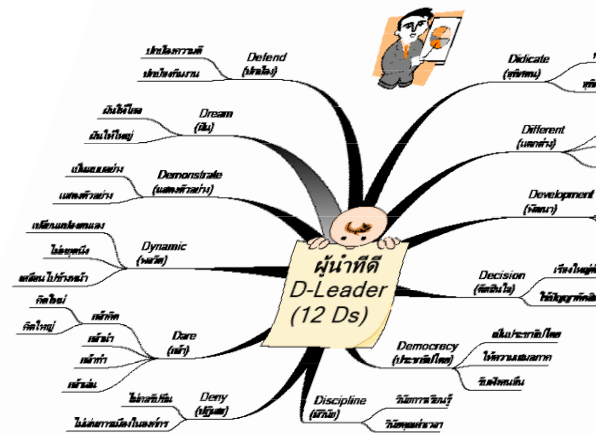 ผู้นำที่ดี
D-Leader
(12 Ds)
Defend
(ปกป้อง)
ปกป้องความดี
ปกป้องทีมงาน
Dream
(ฝัน)
ฝันให้ไกล
ฝันให้ใหญ่
Demonstrate
(แสดงตัวอย่าง)
เป็นแบบอย่าง
แสดงตัวอย่าง
Dynamic
(พลวัต)
เปลี่ยนแปลงตนเอง
ไม่หยุดนิ่ง
เคลื่อนไปข้างหน้า
Dare
(กล้า)
กล้าคิด
คิดใหม่
คิดใหญ่
กล้านำ
กล้าทำ
กล้าเล่น
Deny
(ปฏิเสธ)
ไม่เล่นการเมืองในองค์กร
Didicate
(อุทิศตน)
Different
(แตกต่าง)
Development
(พัฒนา)
Decision
(ตัดสินใจ)
Democrecy
(ประชาธิปไตย)
เป็นประชาธิปไตย
ให้ความเสมอภาค
รับฟังคนอื่น
Discipline
(มีวินัย)
วินัยการเรียนรู้
วินัยคุณค่าเวลา